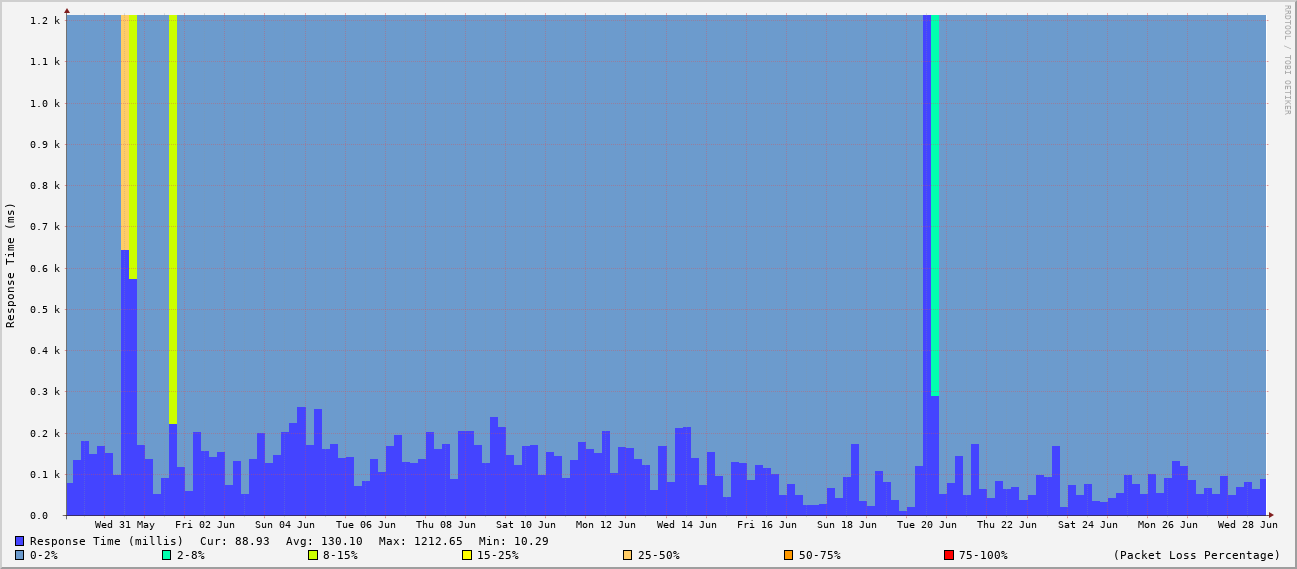 RRDTOOL / TOBI OETIKER
Response Time (ms)
1.2 k
1.1 k
1.0 k
0.9 k
0.8 k
0.7 k
0.6 k
0.5 k
0.4 k
0.3 k
0.2 k
0.1 k
0.0
Wed 31 May Fri 02 Jun Sun 04 Jun Tue 06 Jun Thu 08 Jun Sat 10 Jun Mon 12 Jun Wed 14 Jun Fri 16 Jun Sun 18 Jun Tue 20 Jun Thu 22 Jun Sat 24 Jun Mon 26 Jun Wed 28 Jun
Response Time (millis) Cur: 88.93 Avg: 130.10 Max: 1212.65 Min: 10.29
0-2% 2-8% 8-15% 15-25% 25-50% 50-75% 75-100% (Packet Loss Percentage)